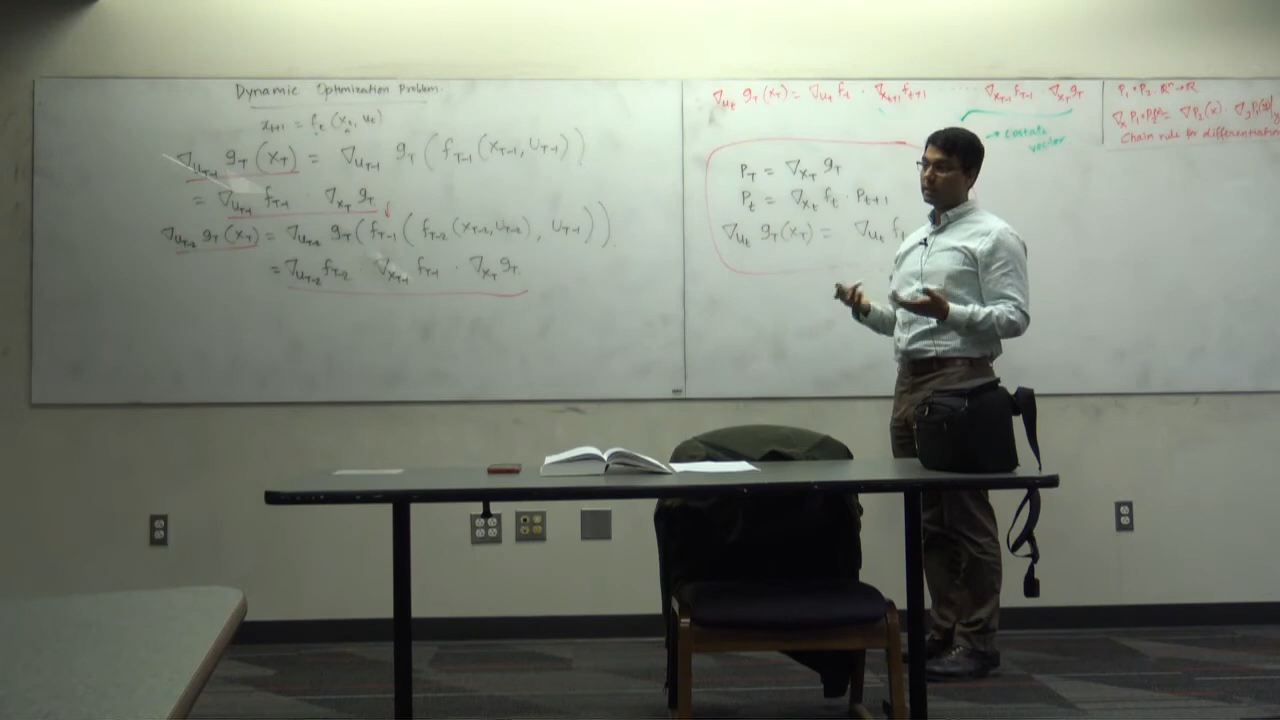 Dynamic Optimization Problem.
x_{t+1} = f_t (x_t, u_t)
∇_{u_{T-1}} g_T (x_T) = ∇_{u_{T-1}} g_T ( f_{T-1} (x_{T-1}, u_{T-1}) )
= ∇_{u_{T-1}} f_{T-1} · ∇_{x_T} g_T
∇_{u_{T-2}} g_T (x_T) = ∇_{u_{T-2}} g_T ( f_{T-1} ( f_{T-2} (x_{T-2}, u_{T-2}) , u_{T-1} ) ).
= ∇_{u_{T-2}} f_{T-2} ∇_{x_{T-1}} f_{T-1} · ∇_{x_T} g_T.
∇_{u_t} g_T (x_T) = ∇_{u_t} f_t · ∇_{x_{t+1}} f_{t+1} ∇_{x_{T-1}} f_{T-1} ∇_{x_T} g_T
→ costate
vector
P_T = ∇_{x_T} g_T
P_t = ∇_{x_t} f_t · P_{t+1}
∇_{u_t} g_T (x_T) = ∇_{u_t} f_t
Chain rule for differentiation